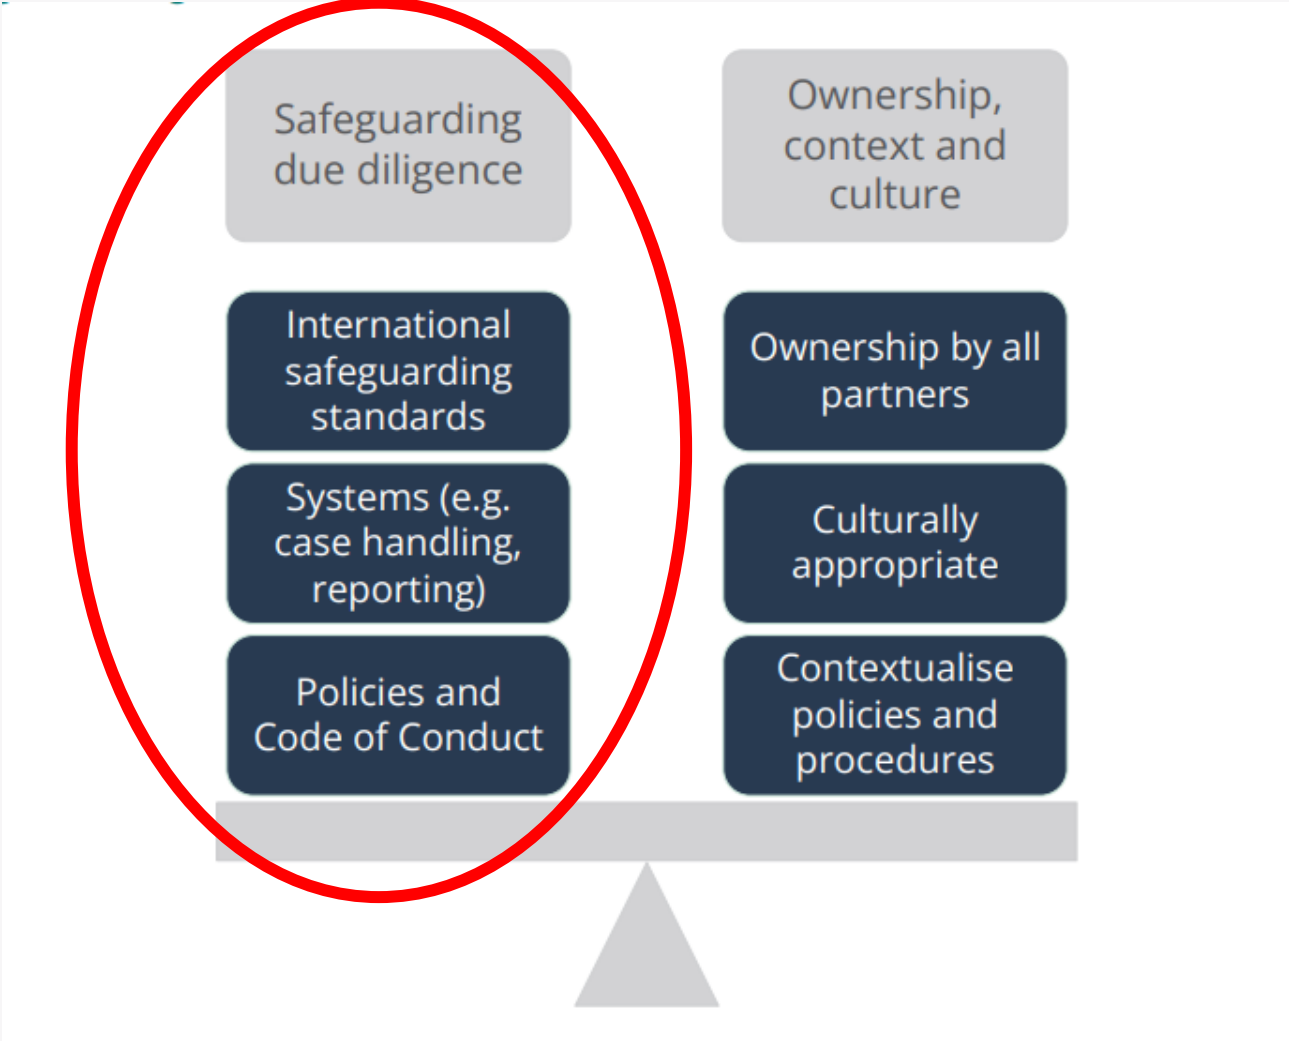 Safeguarding
due diligence
International
safeguarding
standards
Systems (e.g.
case handling,
reporting)
Policies and
Code of Conduct
Ownership,
context and
culture
Ownership by all
partners
Culturally
appropriate
Contextualise
policies and
procedures